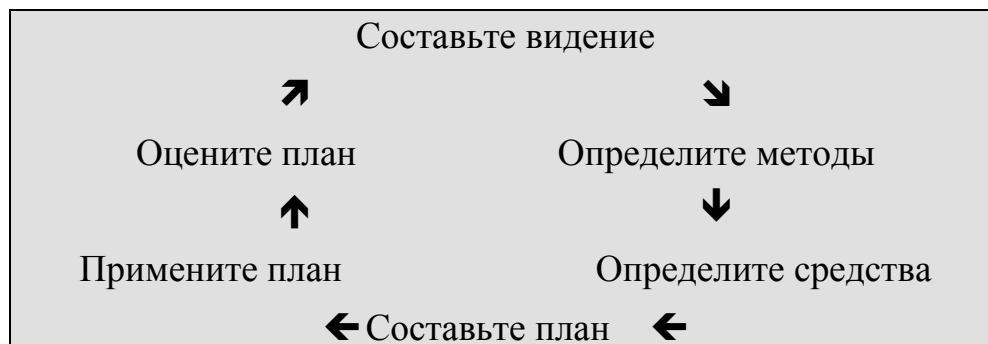 Составьте видение
Оцените план Определите методы
Примените план Определите средства
Составьте план